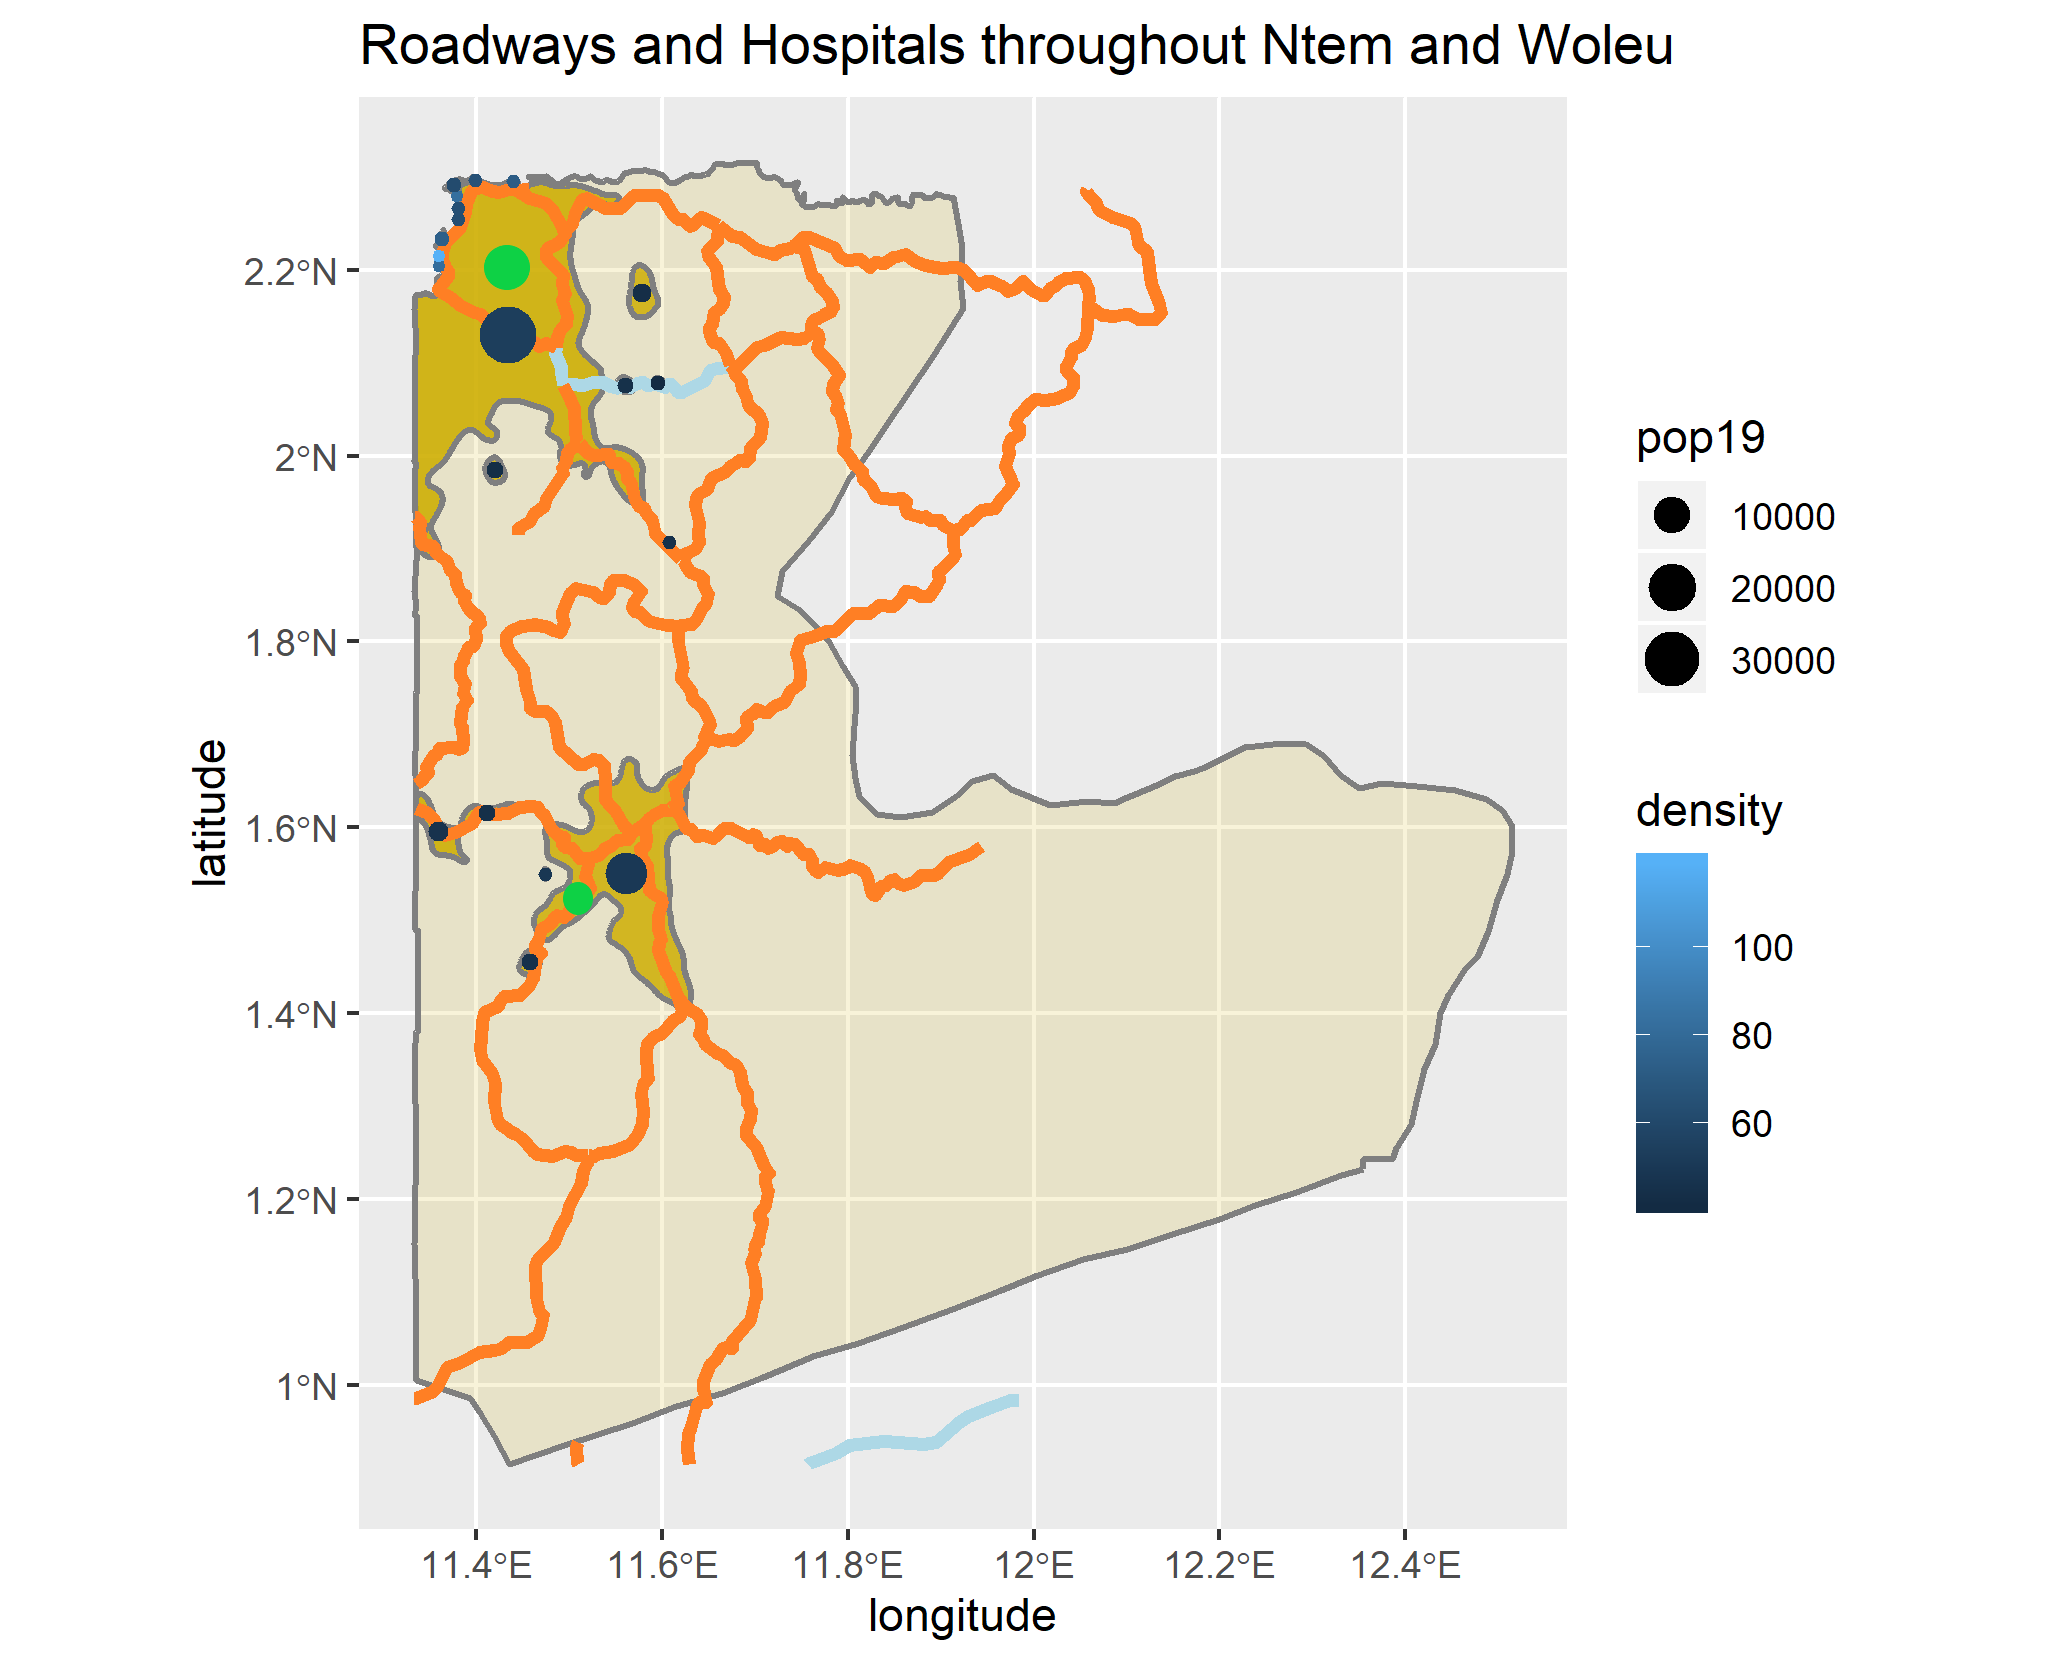 Roadways and Hospitals throughout Ntem and Woleu
2.2°N
2°N
1.8°N
1.6°N
1.4°N
1.2°N
1°N
latitude
11.4°E
11.6°E
11.8°E
12°E
12.2°E
12.4°E
longitude
pop19
10000
20000
30000
density
100
80
60